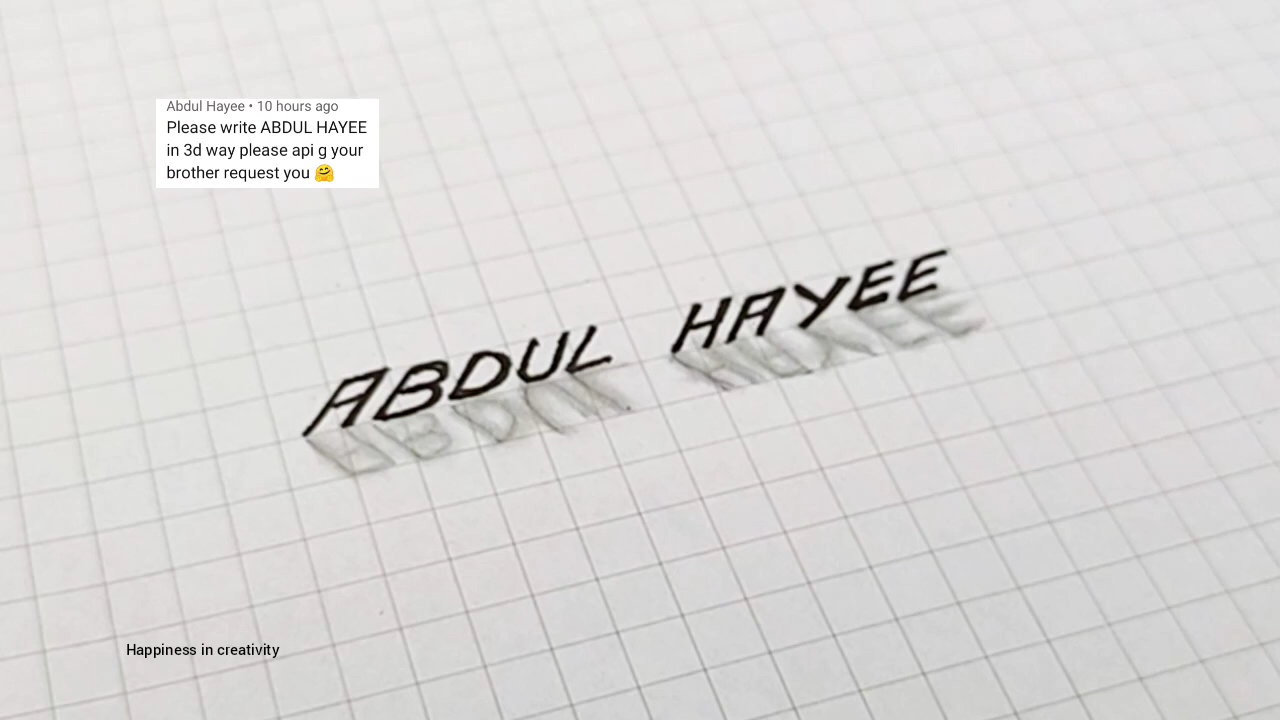 Abdul Hayee • 10 hours ago
Please write ABDUL HAYEE
in 3d way please api g your
brother request you 🤗
ABDUL HAYEE
Happiness in creativity